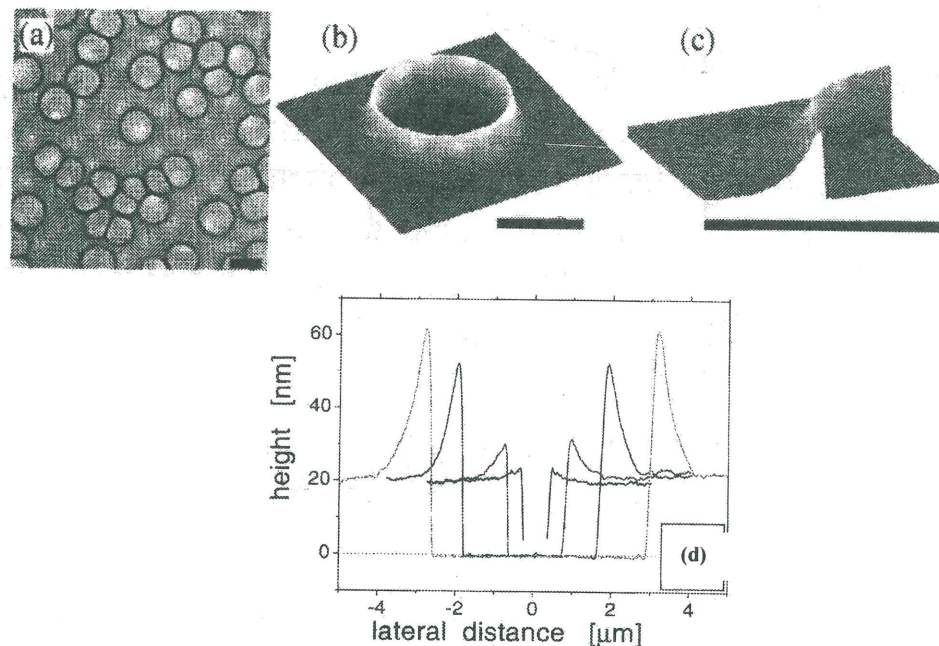 (a)
(b)
(c)
60
40
20
0
height [nm]
(d)
-4 -2 0 2 4
lateral distance [μm]